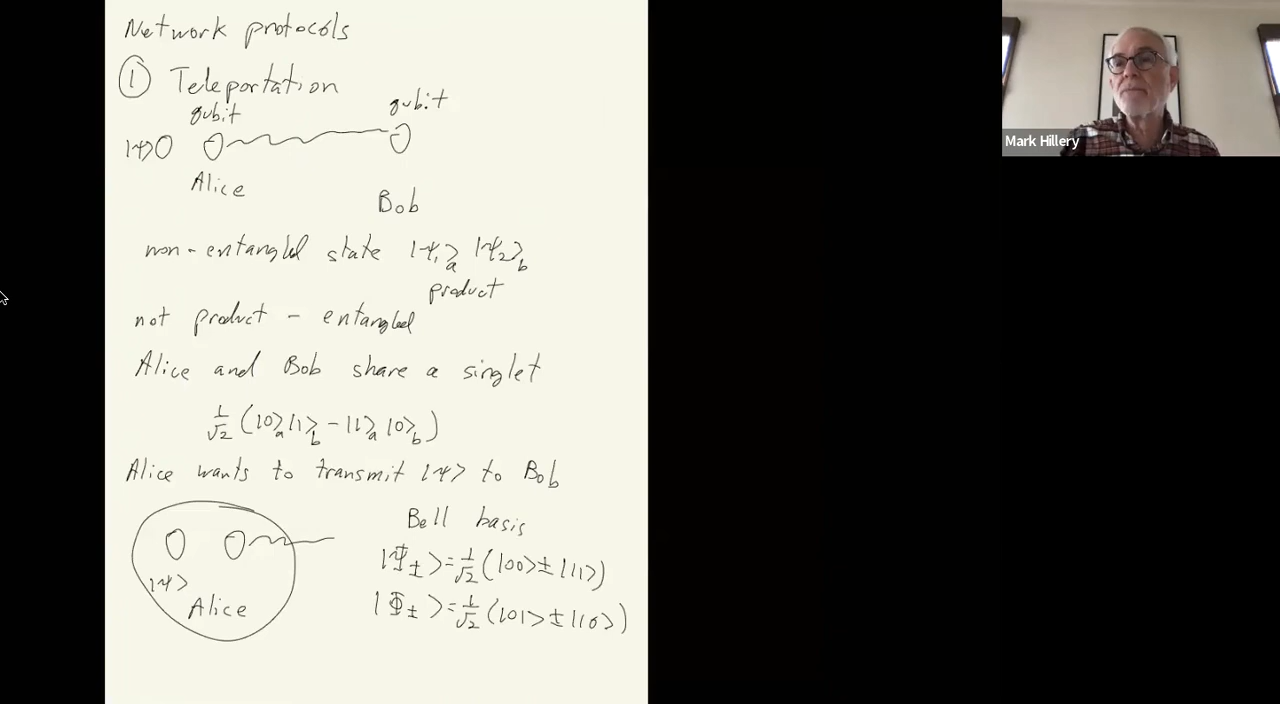 Network protocols
① Teleportation
qubit qubit
|ψ>
Alice
Bob
non-entangled state |ψ₁>ₐ |ψ₂>_b
product
not product - entangled
Alice and Bob share a singlet
1/√2 (|0>ₐ|1>_b - |1>ₐ|0>_b)
Alice wants to transmit |ψ> to Bob
Bell basis
|Ψ±> = 1/√2 (|00> ± |11>)
|Φ±> = 1/√2 (|01> ± |10>)
|ψ>
Alice
Mark Hillery